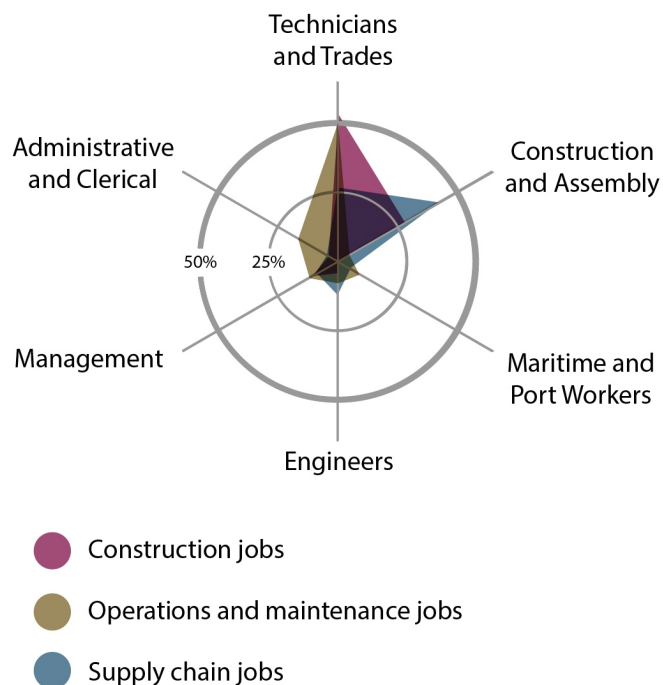 Technicians
and Trades
Administrative
and Clerical
Construction
and Assembly
50%
25%
Management
Maritime and
Port Workers
Engineers
Construction jobs
Operations and maintenance jobs
Supply chain jobs